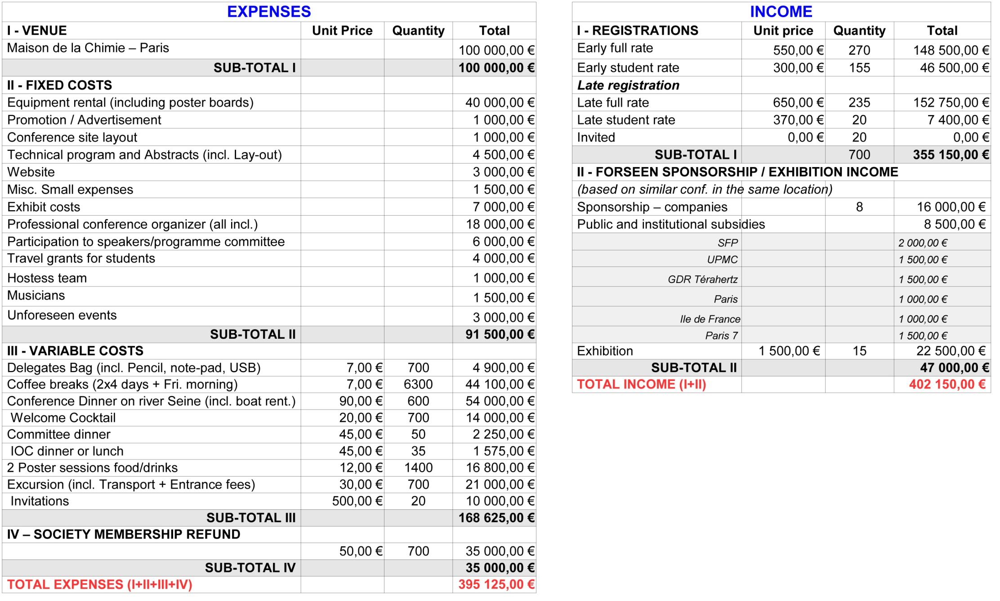 EXPENSES
I - VENUE Unit Price Quantity Total
Maison de la Chimie – Paris 100 000,00 €
SUB-TOTAL I 100 000,00 €
II - FIXED COSTS
Equipment rental (including poster boards) 40 000,00 €
Promotion / Advertisement 1 000,00 €
Conference site layout 1 000,00 €
Technical program and Abstracts (incl. Lay-out) 4 500,00 €
Website 3 000,00 €
Misc. Small expenses 1 500,00 €
Exhibit costs 7 000,00 €
Professional conference organizer (all incl.) 18 000,00 €
Participation to speakers/programme committee 6 000,00 €
Travel grants for students 4 000,00 €
Hostess team 1 000,00 €
Musicians 1 500,00 €
Unforeseen events 3 000,00 €
SUB-TOTAL II 91 500,00 €
III - VARIABLE COSTS
Delegates Bag (incl. Pencil, note-pad, USB) 7,00 € 700 4 900,00 €
Coffee breaks (2x4 days + Fri. morning) 7,00 € 6300 44 100,00 €
Conference Dinner on river Seine (incl. boat rent.) 90,00 € 600 54 000,00 €
Welcome Cocktail 20,00 € 700 14 000,00 €
Committee dinner 45,00 € 50 2 250,00 €
IOC dinner or lunch 45,00 € 35 1 575,00 €
2 Poster sessions food/drinks 12,00 € 1400 16 800,00 €
Excursion (incl. Transport + Entrance fees) 30,00 € 700 21 000,00 €
Invitations 500,00 € 20 10 000,00 €
SUB-TOTAL III 168 625,00 €
IV – SOCIETY MEMBERSHIP REFUND
50,00 € 700 35 000,00 €
SUB-TOTAL IV 35 000,00 €
TOTAL EXPENSES (I+II+III+IV) 395 125,00 €
INCOME
I - REGISTRATIONS Unit price Quantity Total
Early full rate 550,00 € 270 148 500,00 €
Early student rate 300,00 € 155 46 500,00 €
Late registration
Late full rate 650,00 € 235 152 750,00 €
Late student rate 370,00 € 20 7 400,00 €
Invited 0,00 € 20 0,00 €
SUB-TOTAL I 700 355 150,00 €
II - FORSEEN SPONSORSHIP / EXHIBITION INCOME
(based on similar conf. in the same location)
Sponsorship – companies 8 16 000,00 €
Public and institutional subsidies 8 500,00 €
SFP 2 000,00 €
UPMC 1 500,00 €
GDR Térahertz 1 500,00 €
Paris 1 000,00 €
Ile de France 1 000,00 €
Paris 7 1 500,00 €
Exhibition 1 500,00 € 15 22 500,00 €
SUB-TOTAL II 47 000,00 €
TOTAL INCOME (I+II) 402 150,00 €